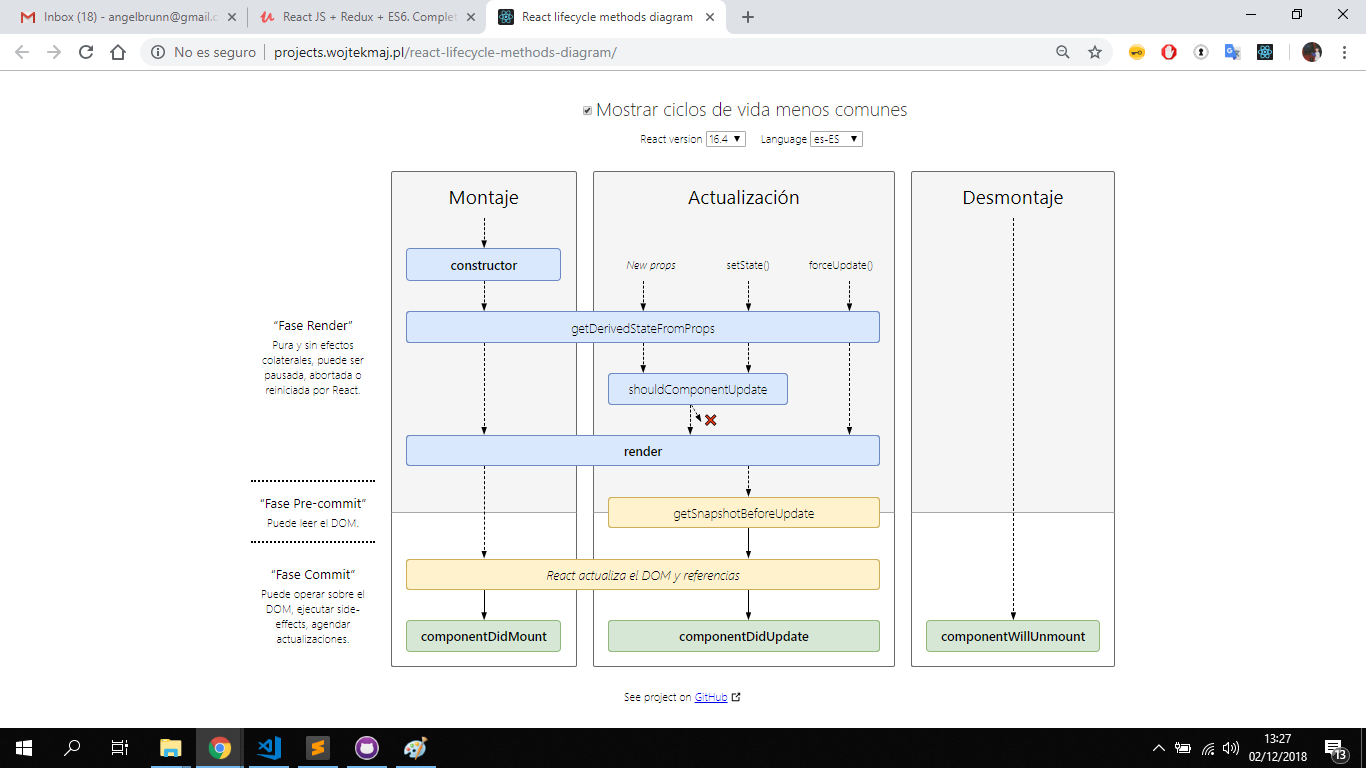 Inbox (18) - angelbrunn@gmail.c
React JS + Redux + ES6. Complet
React lifecycle methods diagram
No es seguro
projects.wojtekmaj.pl/react-lifecycle-methods-diagram/
Mostrar ciclos de vida menos comunes
React version 16.4 Language es-ES
Montaje
Actualización
Desmontaje
constructor
New props
setState()
forceUpdate()
“Fase Render”
Pura y sin efectos
colaterales, puede ser
pausada, abortada o
reiniciada por React.
getDerivedStateFromProps
shouldComponentUpdate
render
“Fase Pre-commit”
Puede leer el DOM.
getSnapshotBeforeUpdate
“Fase Commit”
Puede operar sobre el
DOM, ejecutar side-
effects, agendar
actualizaciones.
React actualiza el DOM y referencias
componentDidMount
componentDidUpdate
componentWillUnmount
See project on GitHub
13:27
02/12/2018
13